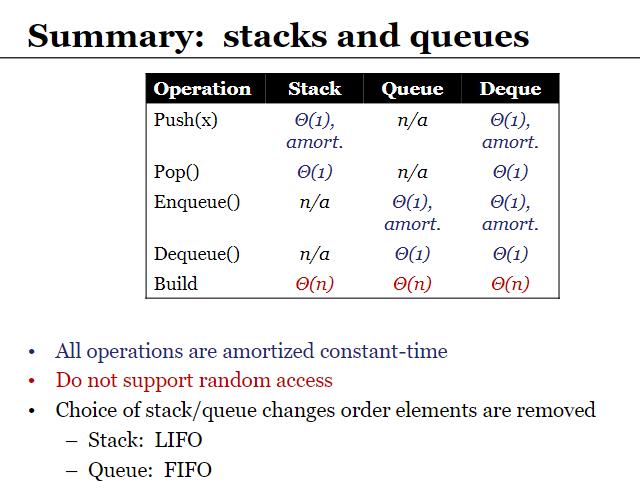 Summary: stacks and queues
Operation Stack Queue Deque
Push(x) Θ(1), amort. n/a Θ(1), amort.
Pop() Θ(1) n/a Θ(1)
Enqueue() n/a Θ(1), amort. Θ(1), amort.
Dequeue() n/a Θ(1) Θ(1)
Build Θ(n) Θ(n) Θ(n)
• All operations are amortized constant-time
• Do not support random access
• Choice of stack/queue changes order elements are removed
– Stack: LIFO
– Queue: FIFO